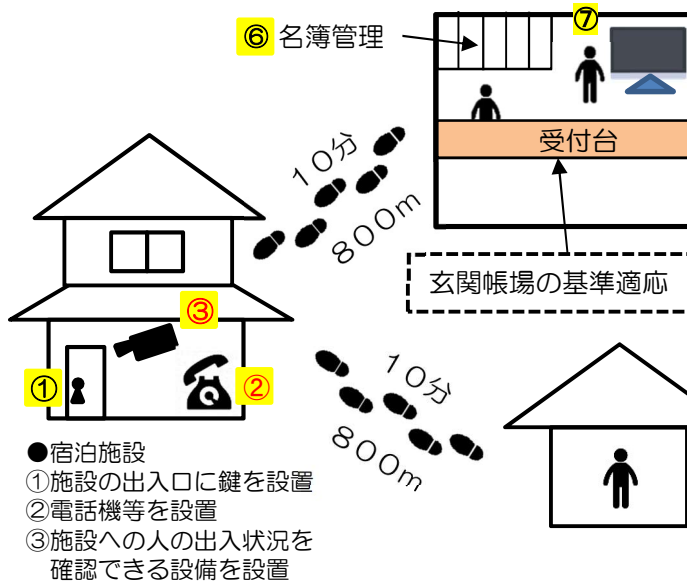 ⑥ 名簿管理
⑦
受付台
10分
800m
玄関帳場の基準適応
③
①
②
10分
800m
●宿泊施設
①施設の出入口に鍵を設置
②電話機等を設置
③施設への人の出入状況を
確認できる設備を設置